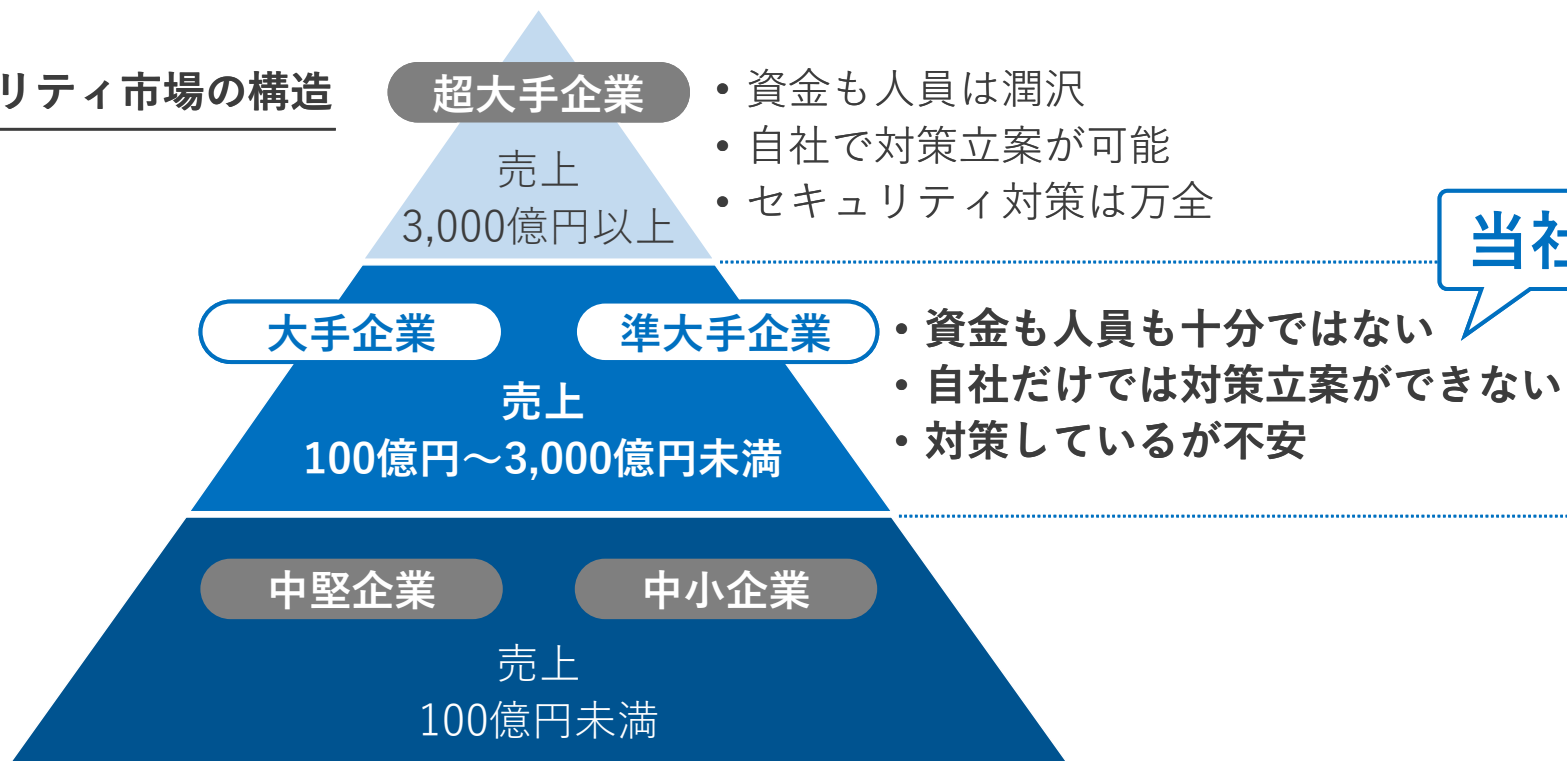 リティ市場の構造
超大手企業
売上
3,000億円以上
• 資金も人員は潤沢
• 自社で対策立案が可能
• セキュリティ対策は万全
当社
大手企業
準大手企業
売上
100億円～3,000億円未満
• 資金も人員も十分ではない
• 自社だけでは対策立案ができない
• 対策しているが不安
中堅企業
中小企業
売上
100億円未満